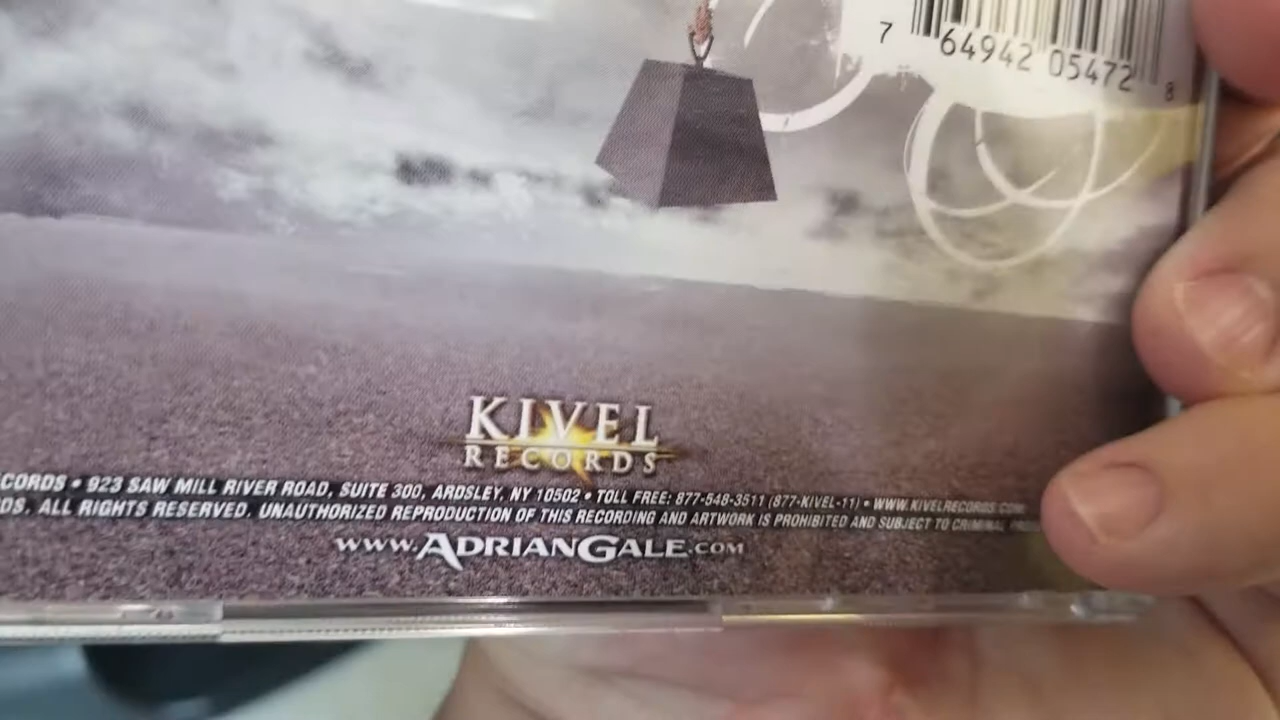 7 64942 05472 8
KIVEL
RECORDS
CORDS • 923 SAW MILL RIVER ROAD, SUITE 300, ARDSLEY, NY 10502 • TOLL FREE: 877-548-3511 (877-KIVEL-11) • WWW.KIVELRECORDS.COM
DS. ALL RIGHTS RESERVED. UNAUTHORIZED REPRODUCTION OF THIS RECORDING AND ARTWORK IS PROHIBITED AND SUBJECT TO CRIMINAL
WWW.ADRIANGALE.COM